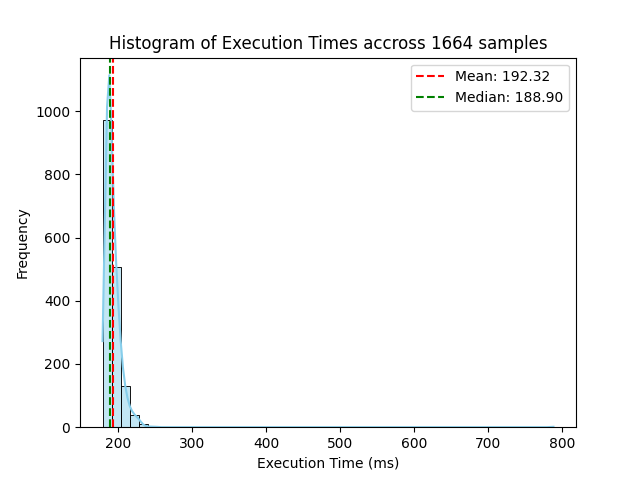 Histogram of Execution Times accross 1664 samples
Mean: 192.32
Median: 188.90
1000
800
600
400
200
0
Frequency
200 300 400 500 600 700 800
Execution Time (ms)